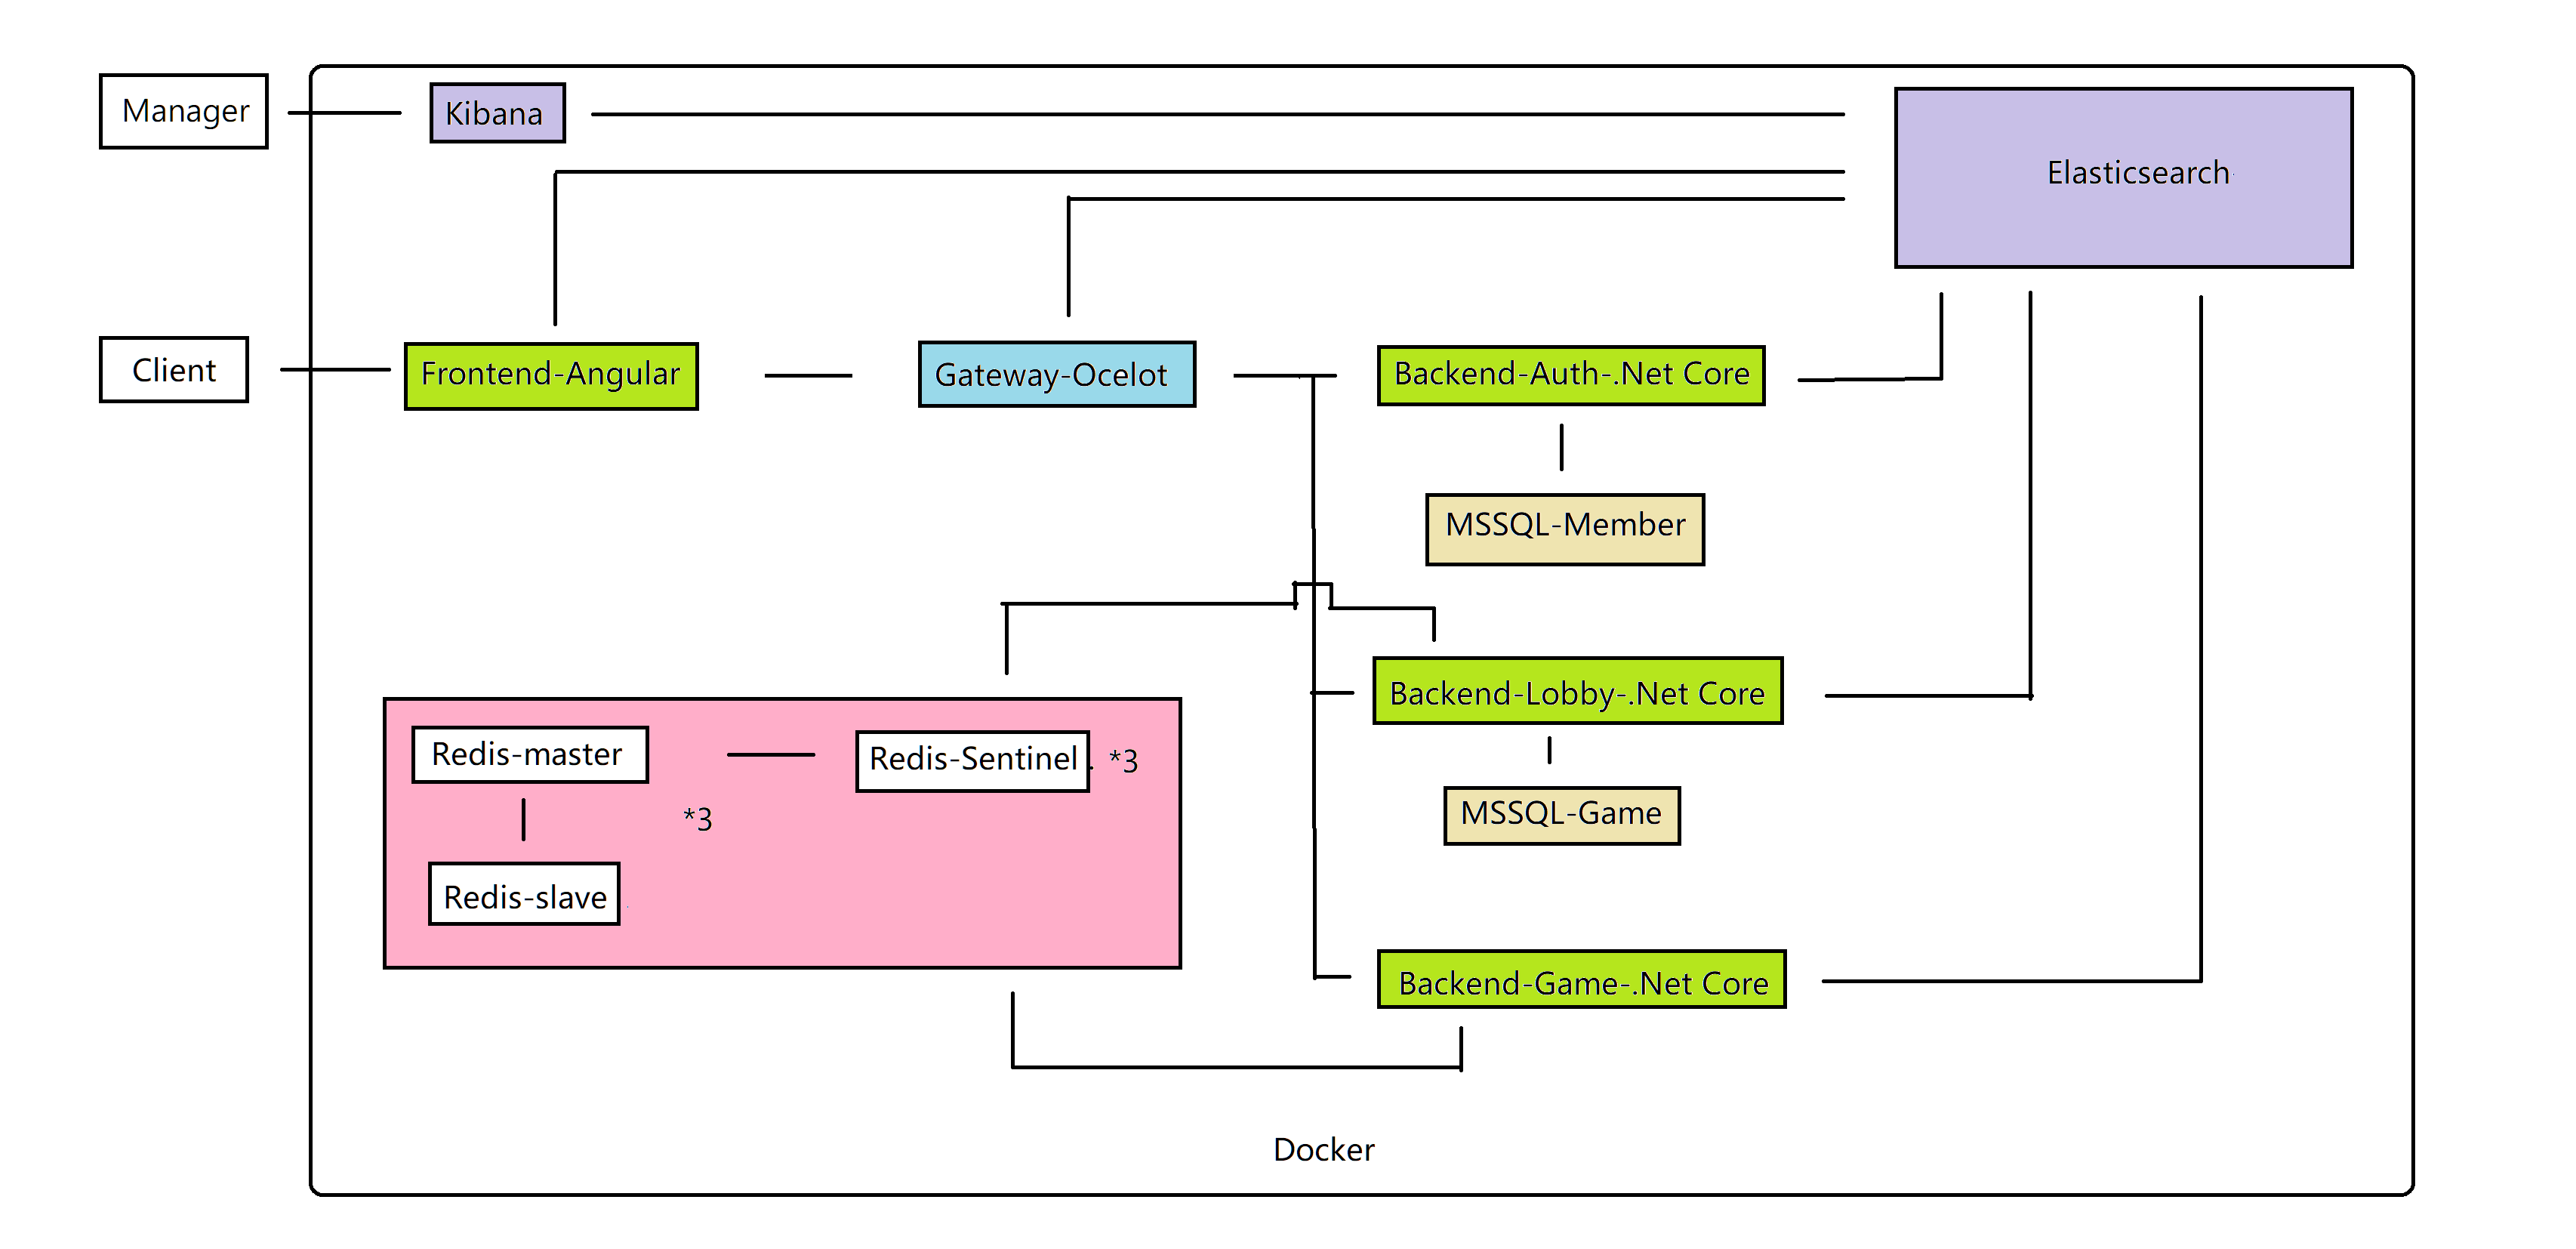 Manager
Kibana
Elasticsearch
Client
Frontend-Angular
Gateway-Ocelot
Backend-Auth-.Net Core
MSSQL-Member
Backend-Lobby-.Net Core
Redis-master
Redis-Sentinel
*3
*3
MSSQL-Game
Redis-slave
Backend-Game-.Net Core
Docker